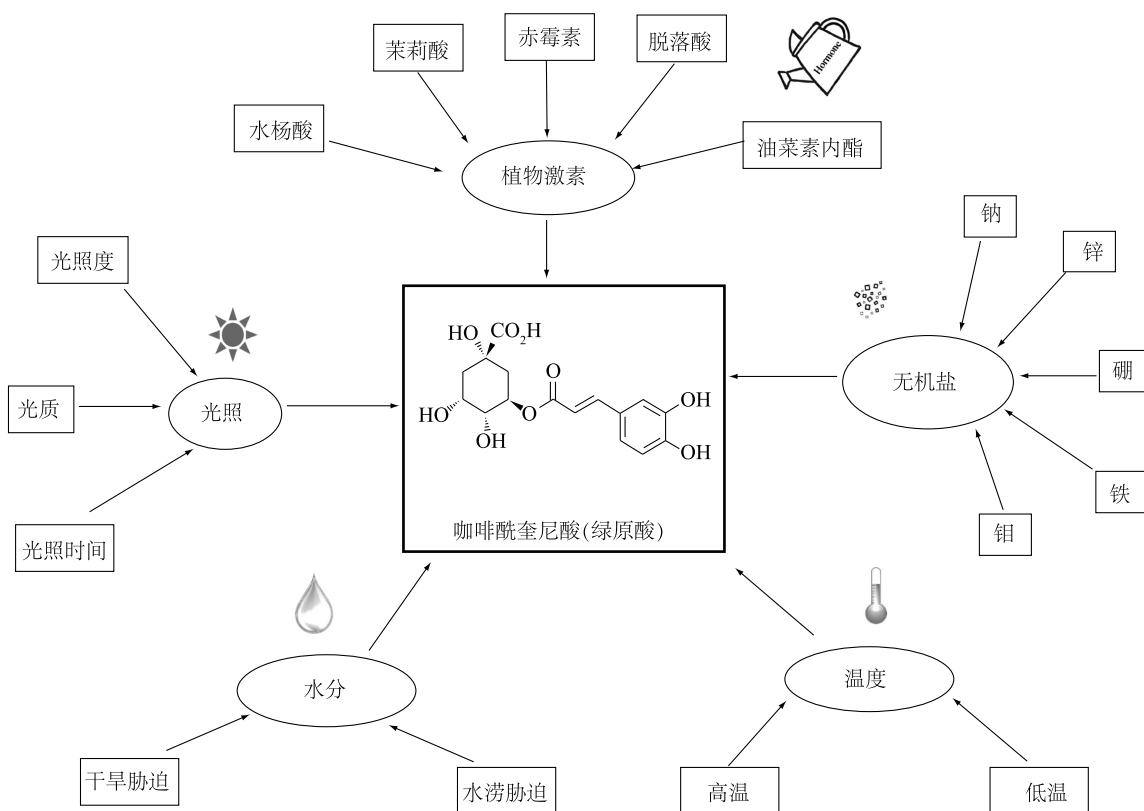 茉莉酸
赤霉素
脱落酸
Hormone
水杨酸
植物激素
油菜素内酯
钠
锌
光照度
HO
CO2H
O
无机盐
硼
光质
光照
HO
O
OH
OH
OH
铁
钼
光照时间
咖啡酰奎尼酸(绿原酸)
水分
温度
干旱胁迫
水涝胁迫
高温
低温